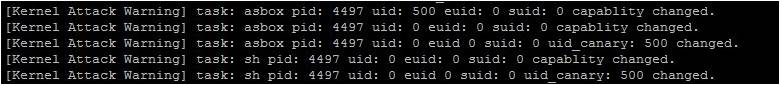 [Kernel Attack Warning] task: asbox pid: 4497 uid: 500 euid: 0 suid: 0 capablity changed.
[Kernel Attack Warning] task: asbox pid: 4497 uid: 0 euid: 0 suid: 0 capablity changed.
[Kernel Attack Warning] task: asbox pid: 4497 uid: 0 euid 0 suid: 0 uid_canary: 500 changed.
[Kernel Attack Warning] task: sh pid: 4497 uid: 0 euid: 0 suid: 0 capablity changed.
[Kernel Attack Warning] task: sh pid: 4497 uid: 0 euid 0 suid: 0 uid_canary: 500 changed.